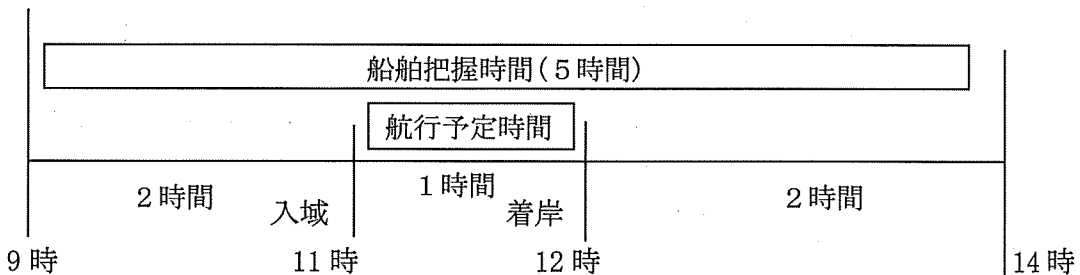 船舶把握時間(5時間)
航行予定時間
2時間
入域
1時間
着岸
2時間
9時
11時
12時
14時